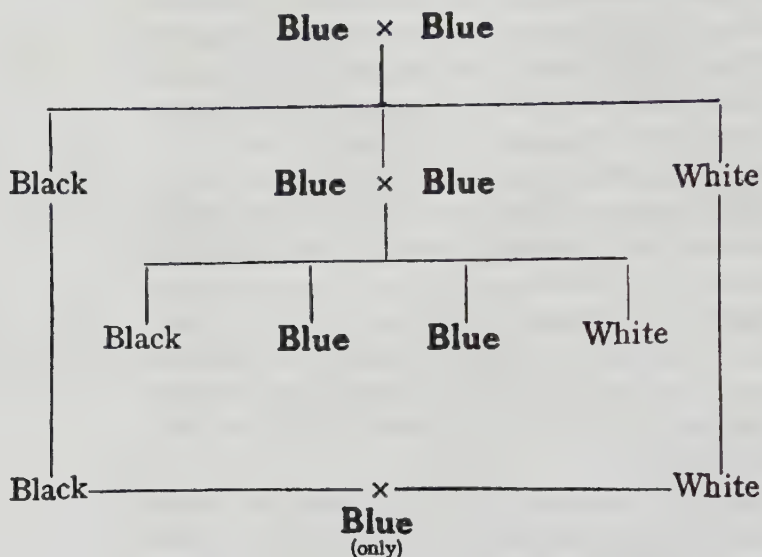 Blue × Blue
Black Blue × Blue White
Black Blue Blue White
Black × White
Blue
(only)